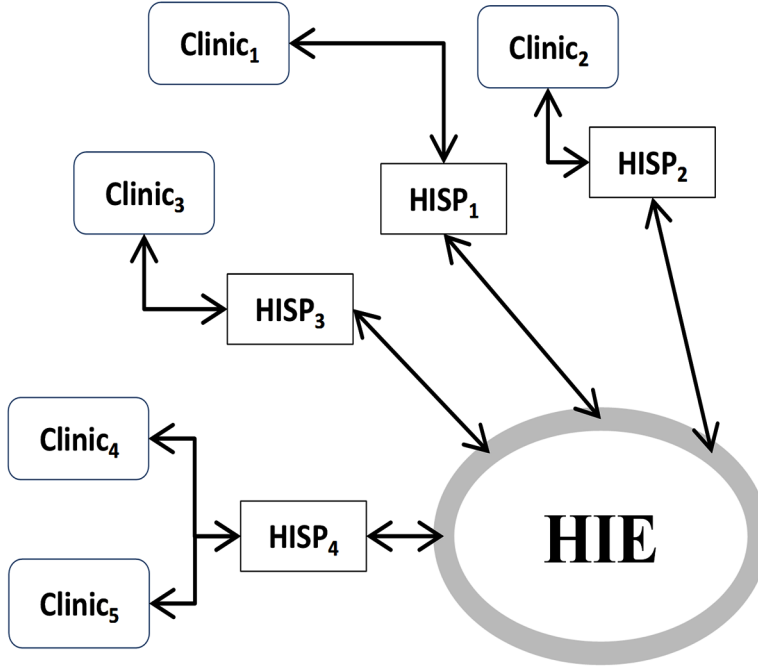 Clinic₁
Clinic₂
HISP₂
Clinic₃
HISP₁
HISP₃
Clinic₄
HISP₄
HIE
Clinic₅